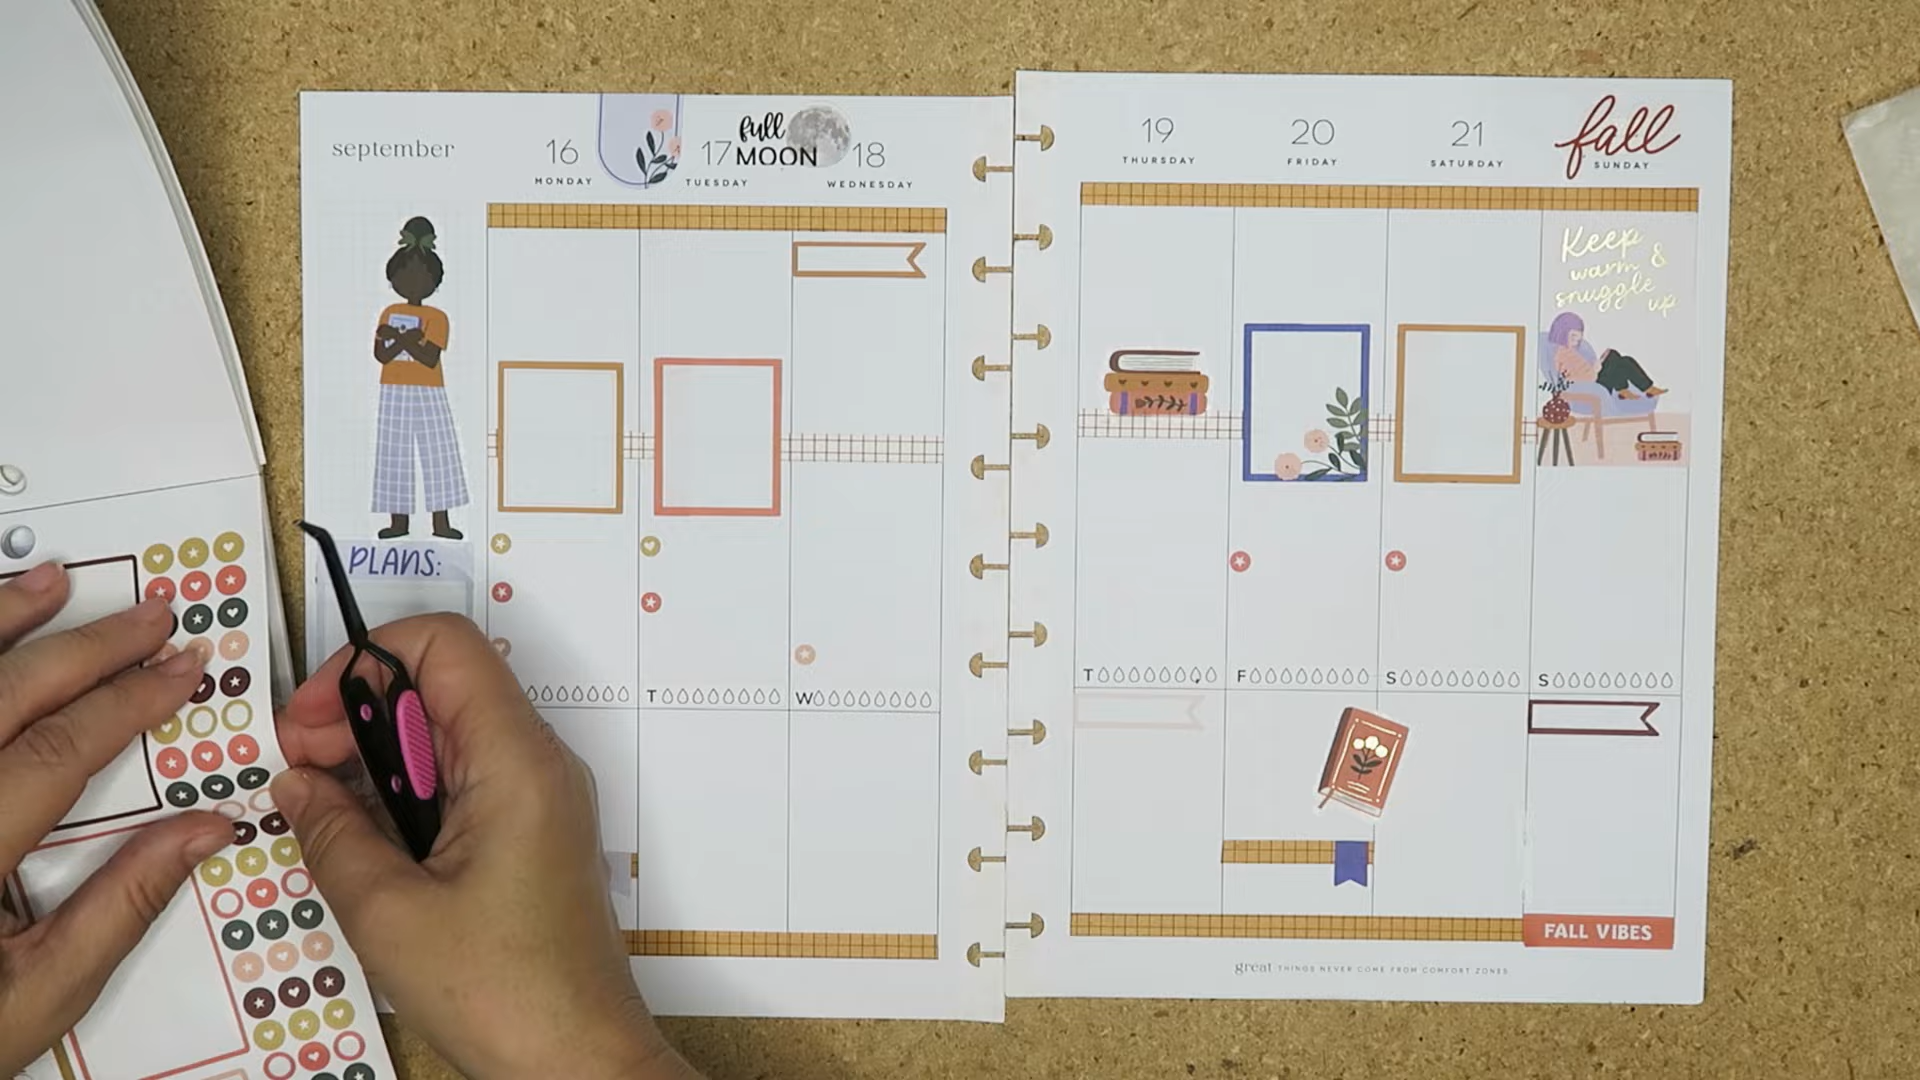 september
16
MONDAY
17
TUESDAY
full
MOON
18
WEDNESDAY
19
THURSDAY
20
FRIDAY
21
SATURDAY
fall
SUNDAY
Keep
warm &
snuggle
up
PLANS:
T
W
T
F
S
S
FALL VIBES
great THINGS NEVER COME FROM COMFORT ZONES